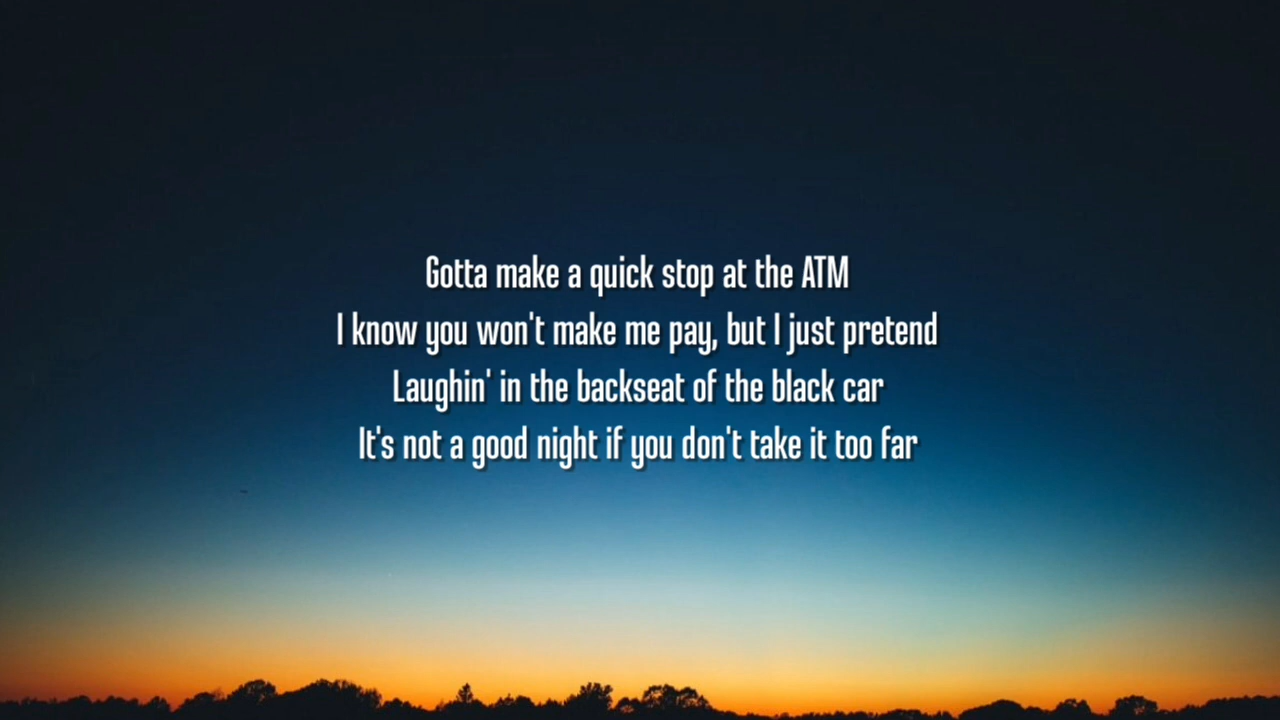 Gotta make a quick stop at the ATM
I know you won't make me pay, but I just pretend
Laughin' in the backseat of the black car
It's not a good night if you don't take it too far